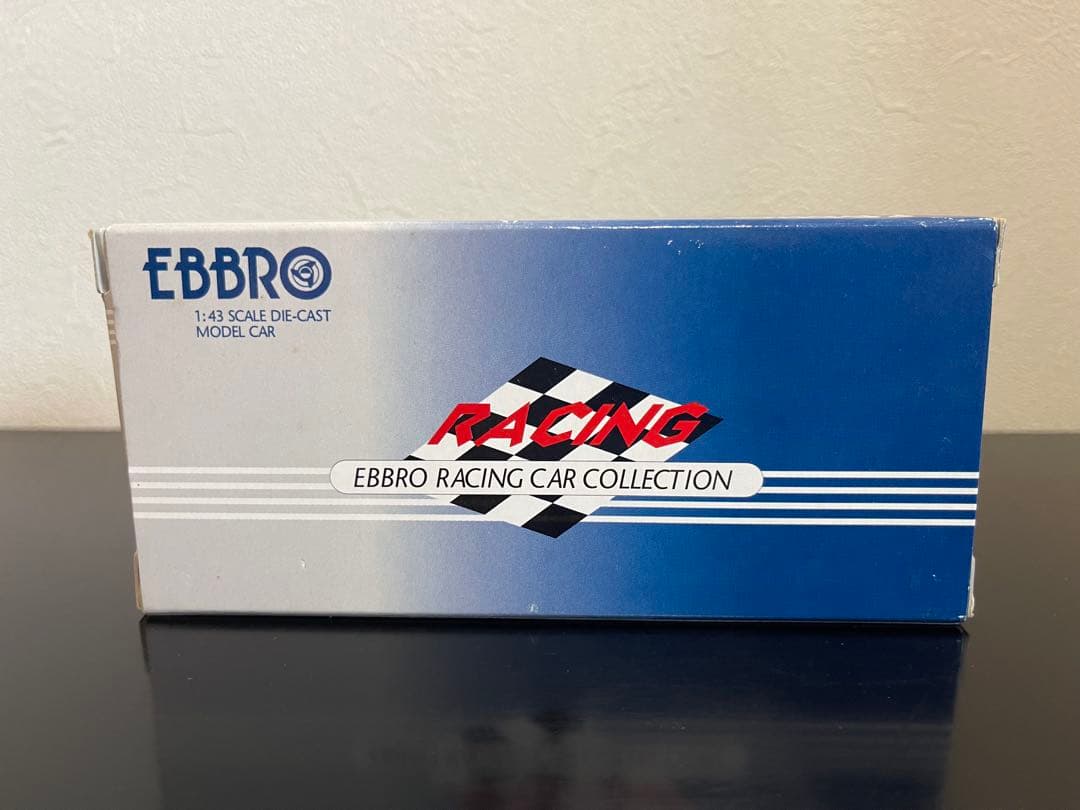 EBBRO
1:43 SCALE DIE-CAST
MODEL CAR
RACING
EBBRO RACING CAR COLLECTION